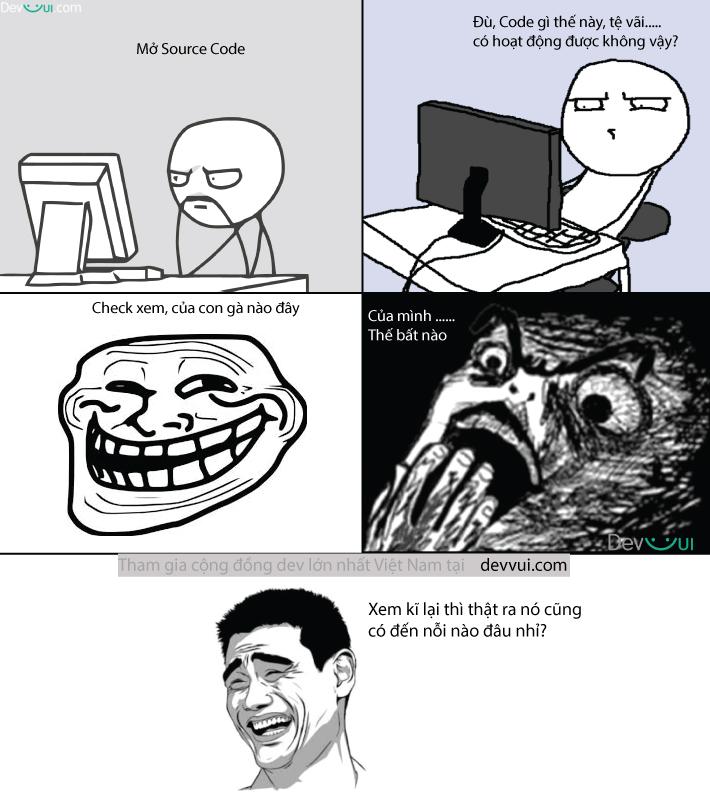 DevVui.com
Mở Source Code
Đù, Code gì thế này, tệ vãi.....
có hoạt động được không vậy?
Check xem, của con gà nào đây
Của mình ......
Thế bất nào
DevVui
Tham gia cộng đồng dev lớn nhất Việt Nam tại devvui.com
Xem kĩ lại thì thật ra nó cũng
có đến nỗi nào đâu nhỉ?